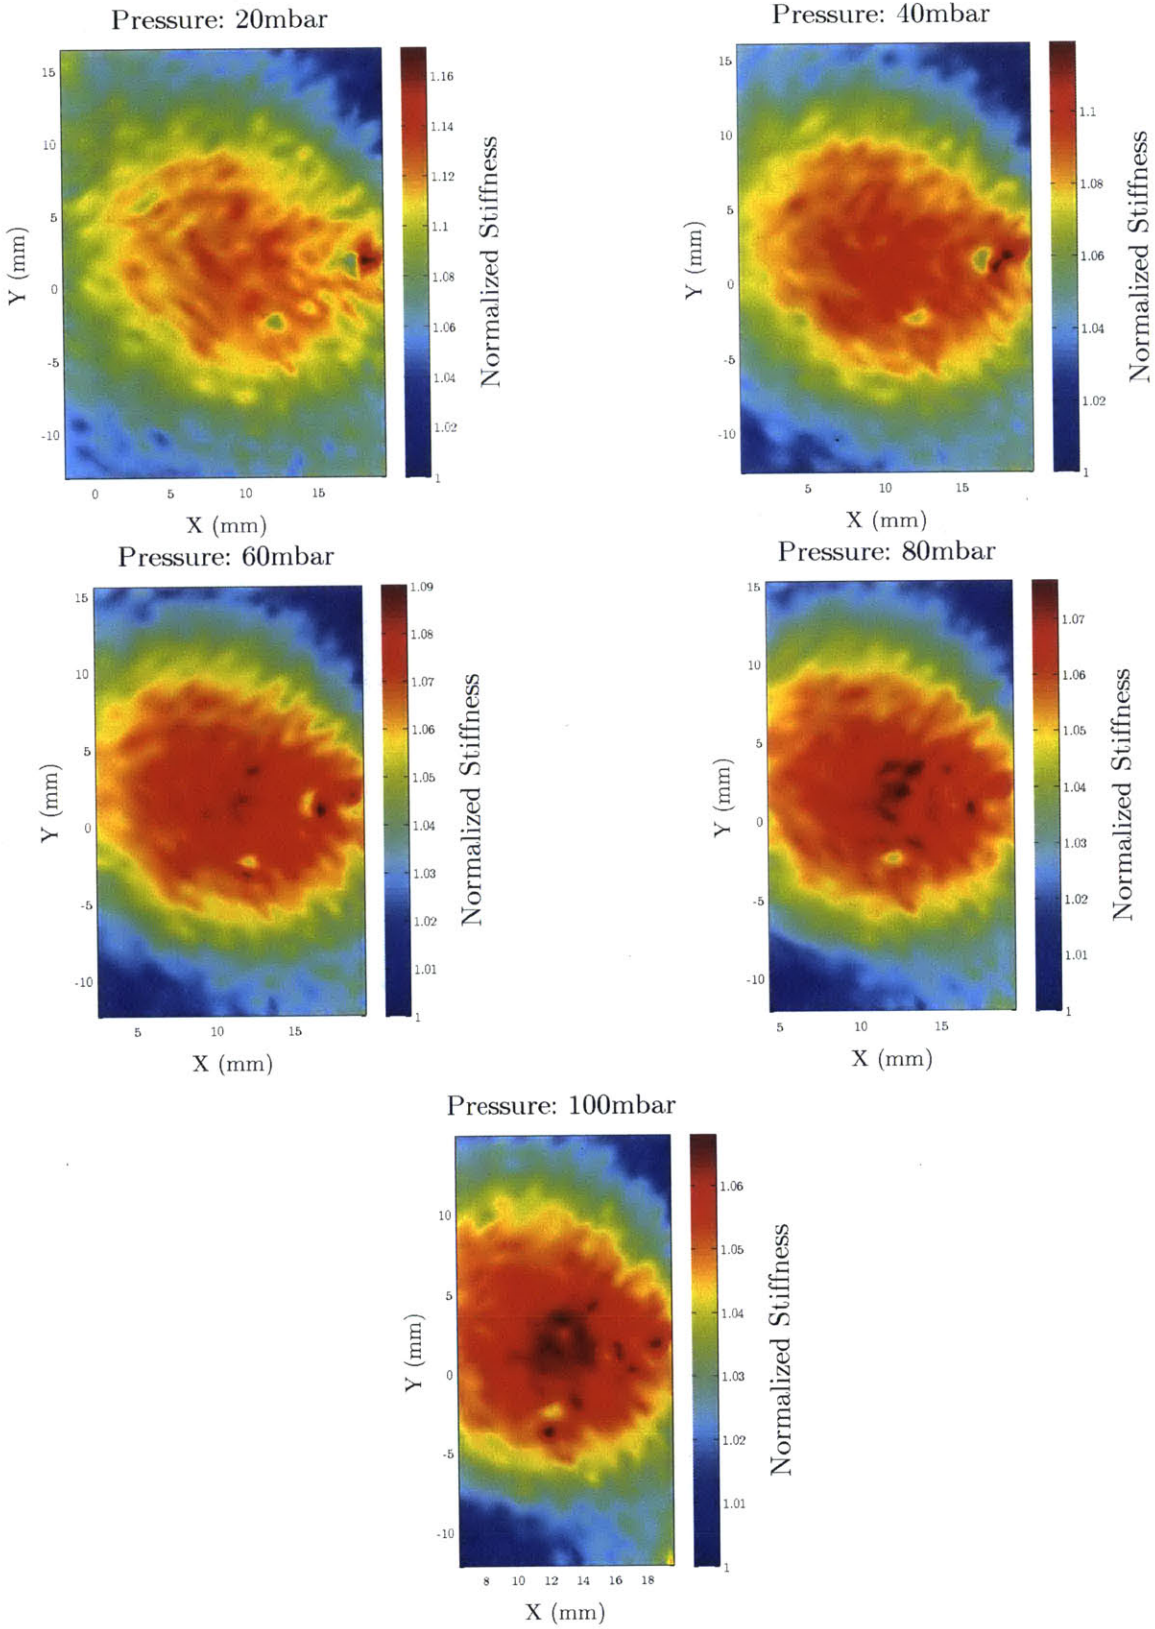 Pressure: 20mbar
15
10
5
0
-5
-10
Y (mm)
0 5 10 15
X (mm)
1.16
1.14
1.12
1.1
1.08
1.06
1.04
1.02
1
Normalized Stiffness
Pressure: 40mbar
15
10
5
0
-5
-10
Y (mm)
5 10 15
X (mm)
1.1
1.08
1.06
1.04
1.02
1
Normalized Stiffness
Pressure: 60mbar
15
10
5
0
-5
-10
Y (mm)
5 10 15
X (mm)
1.09
1.08
1.07
1.06
1.05
1.04
1.03
1.02
1.01
1
Normalized Stiffness
Pressure: 80mbar
15
10
5
0
-5
-10
Y (mm)
5 10 15
X (mm)
1.07
1.06
1.05
1.04
1.03
1.02
1.01
1
Normalized Stiffness
Pressure: 100mbar
10
5
0
-5
-10
Y (mm)
8 10 12 14 16 18
X (mm)
1.06
1.05
1.04
1.03
1.02
1.01
1
Normalized Stiffness